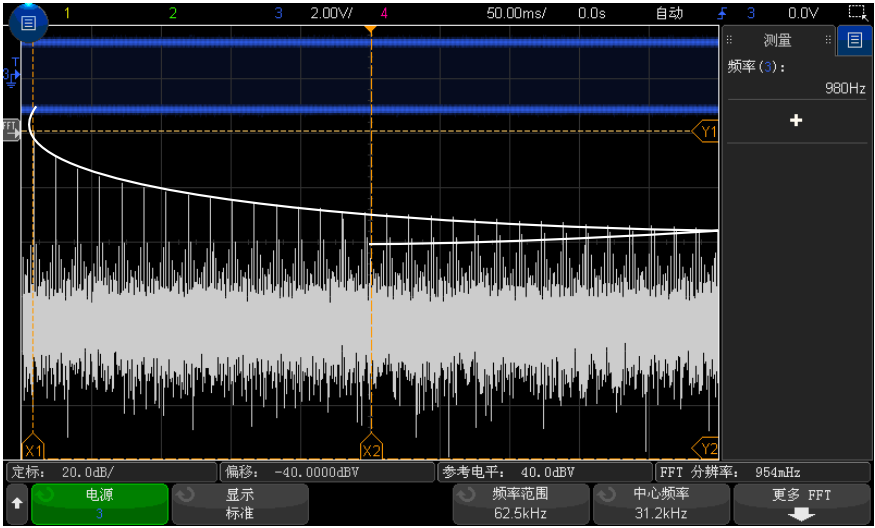 1 2 3 2.00V/ 4 50.00ms/ 0.0s 自动 3 0.0V
测量
频率(3):
980Hz
T
3
FFT
Y1
X1 X2 Y2
定标: 20.0dB/ 偏移: -40.0000dBV 参考电平: 40.0dBV FFT 分辨率: 954mHz
电源 显示 频率范围 中心频率 更多 FFT
3 标准 62.5kHz 31.2kHz